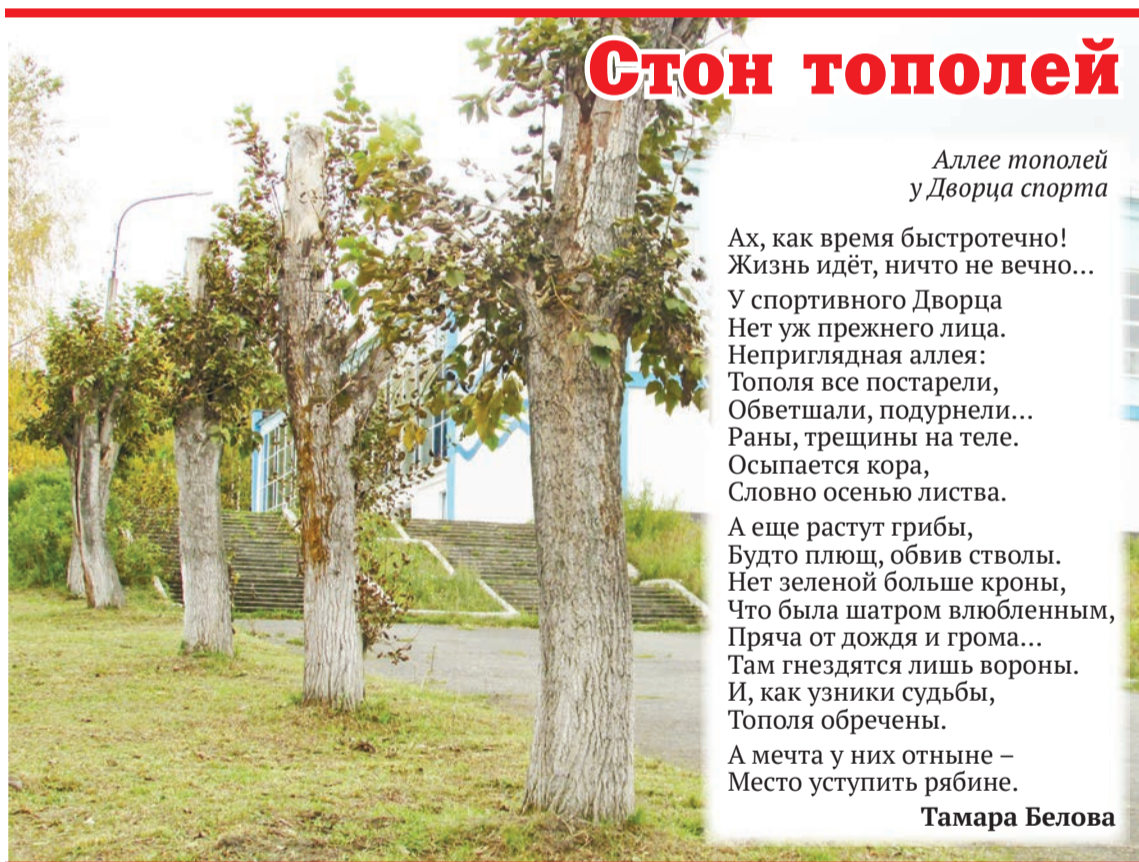 Стон тополей
Аллее тополей
у Дворца спорта
Ах, как время быстротечно!
Жизнь идёт, ничто не вечно...
У спортивного Дворца
Нет уж прежнего лица.
Неприглядная аллея:
Тополя все постарели,
Обветшали, подурнели...
Раны, трещины на теле.
Осыпается кора,
Словно осенью листва.
А еще растут грибы,
Будто плющ, обвив стволы.
Нет зеленой больше кроны,
Что была шатром влюбленным,
Пряча от дождя и грома...
Там гнездятся лишь вороны.
И, как узники судьбы,
Тополя обречены.
А мечта у них отныне –
Место уступить рябине.
Тамара Белова